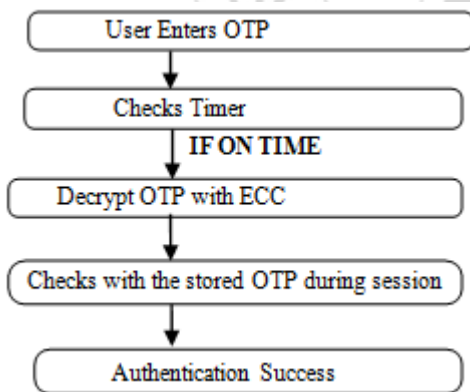 User Enters OTP
Checks Timer
IF ON TIME
Decrypt OTP with ECC
Checks with the stored OTP during session
Authentication Success